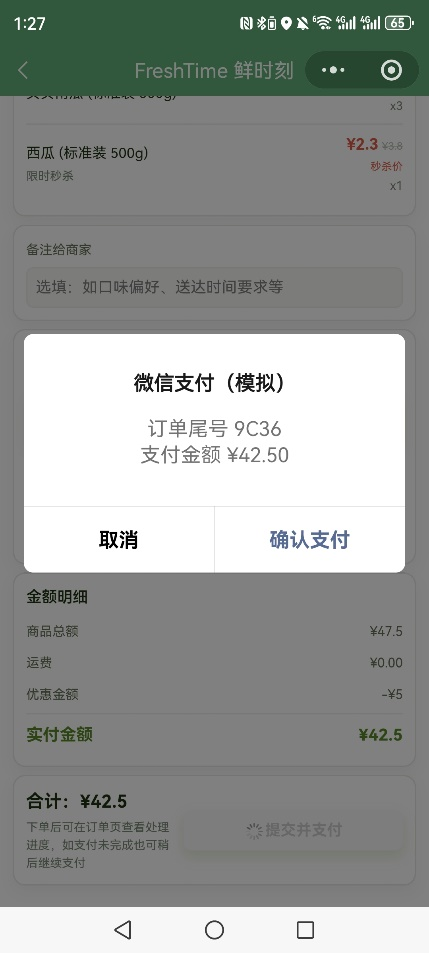 1:27
6 4G 4G 65
FreshTime 鲜时刻
x3
西瓜 (标准装 500g)
¥2.3 ¥3.8
限时秒杀
秒杀价
x1
备注给商家
选填：如口味偏好、送达时间要求等
微信支付（模拟）
订单尾号 9C36
支付金额 ¥42.50
取消
确认支付
金额明细
商品总额 ¥47.5
运费 ¥0.00
优惠金额 -¥5
实付金额 ¥42.5
合计：¥42.5
下单后可在订单页查看处理
进度，如支付未完成也可稍
后继续支付
提交并支付